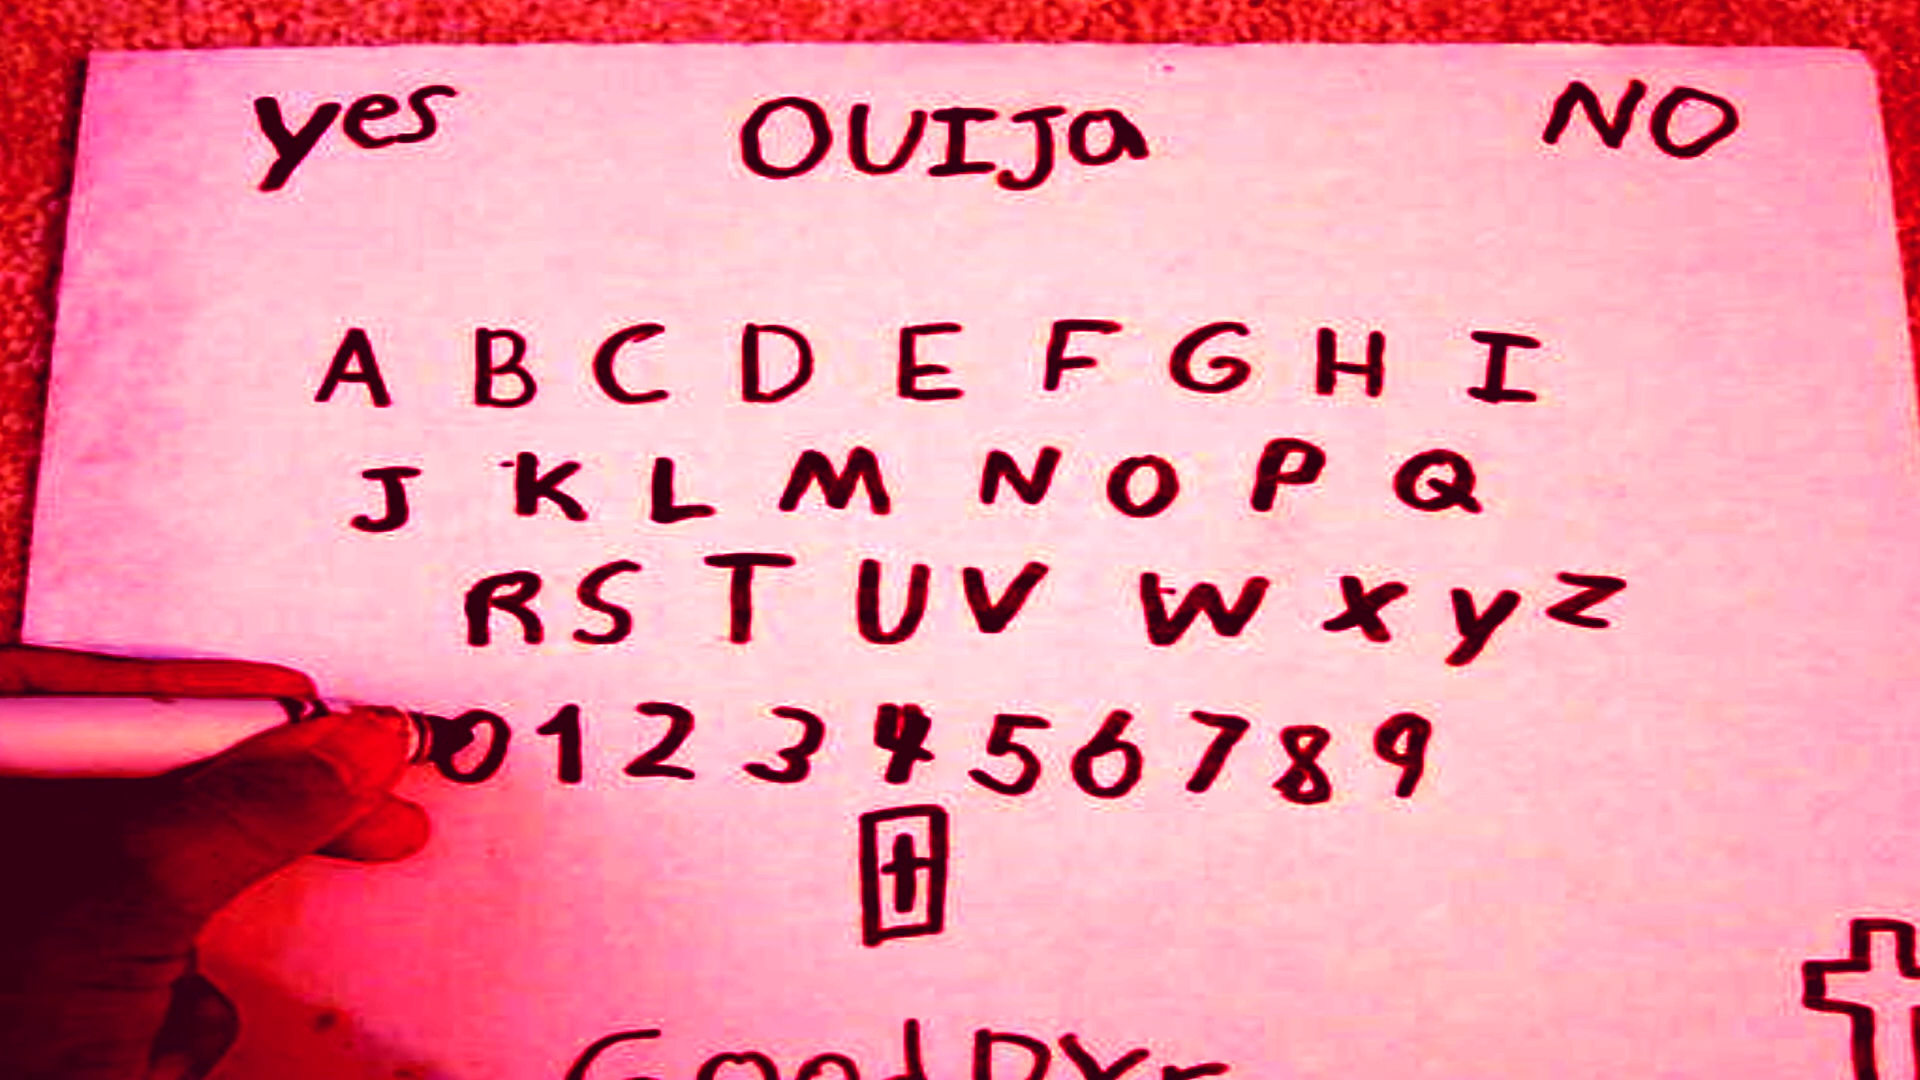 yes OUIJa NO
A B C D E F G H I
J K L M N O P Q
R S T U V W X y Z
0 1 2 3 4 5 6 7 8 9